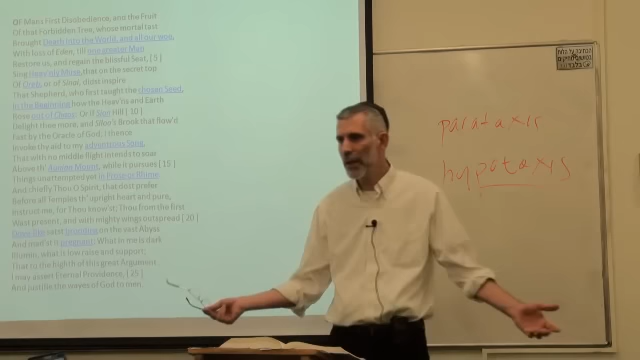 OF Mans First Disobedience, and the Fruit
Of that Forbidden Tree, whose mortal tast
Brought Death into the World, and all our woe,
With loss of Eden, till one greater Man
Restore us, and regain the blissful Seat, [ 5 ]
Sing Heav'nly Muse, that on the secret top
Of Oreb, or of Sinai, didst inspire
That Shepherd, who first taught the chosen Seed,
In the Beginning how the Heav'ns and Earth
Rose out of Chaos: Or if Sion Hill [ 10 ]
Delight thee more, and Siloa's Brook that flow'd
Fast by the Oracle of God; I thence
Invoke thy aid to my adventrous Song,
That with no middle flight intends to soar
Above th' Aonian Mount, while it pursues [ 15 ]
Things unattempted yet in Prose or Rhime.
And chiefly Thou O Spirit, that dost prefer
Before all Temples th' upright heart and pure,
Instruct me, for Thou know'st; Thou from the first
Wast present, and with mighty wings outspread [ 20 ]
Dove-like satst brooding on the vast Abyss
And mad'st it pregnant: What in me is dark
Illumin, what is low raise and support;
That to the highth of this great Argument
I may assert Eternal Providence, [ 25 ]
And justifie the wayes of God to men.
parataxis
hypotaxis